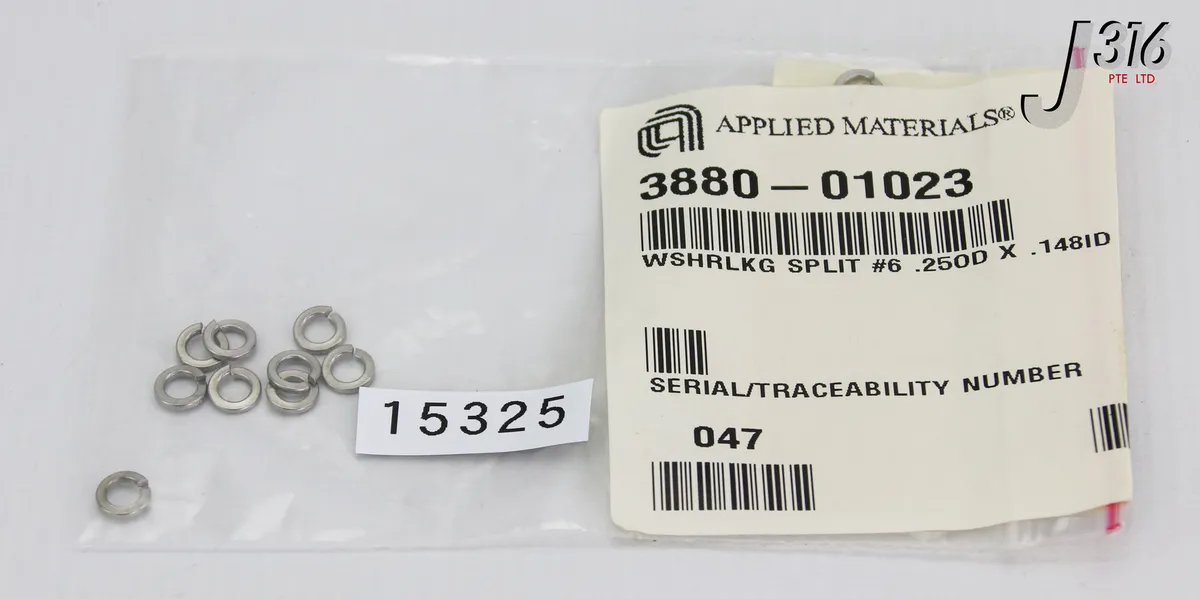 J316
PTE LTD
APPLIED MATERIALS®
3880-01023
WSHRLKG SPLIT #6 .250D X .148ID
SERIAL/TRACEABILITY NUMBER
047
15325